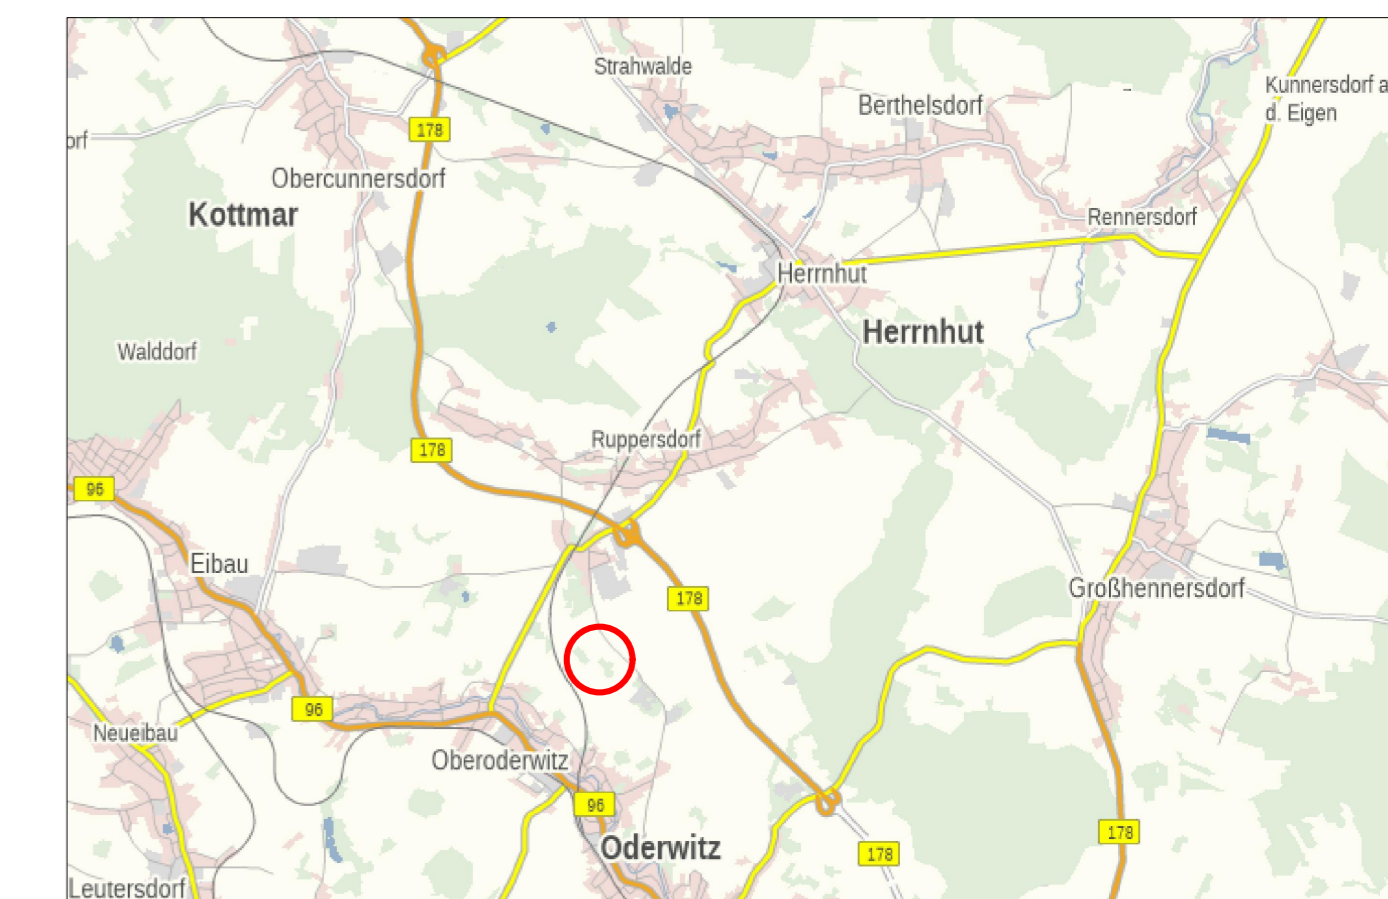 Strahwalde
Kunnersdorf a
d. Eigen
Berthelsdorf
178
orf
Obercunnersdorf
Kottmar
Rennersdorf
Herrnhut
Herrnhut
Walddorf
Ruppersdorf
178
96
Eibau
Großhennersdorf
178
96
Neueibau
Oberoderwitz
96
178
Oderwitz
178
Leutersdorf